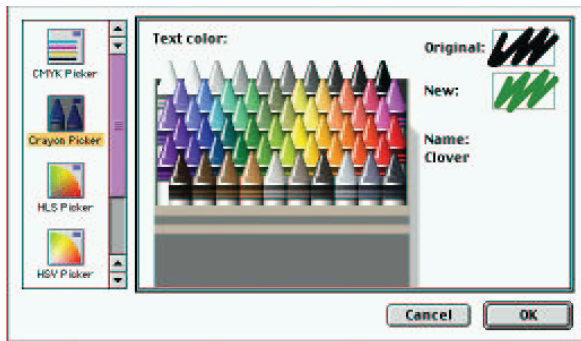 CMYK Picker
Crayon Picker
HLS Picker
HSV Picker
Text color:
Original:
New:
Name:
Clover
Cancel
OK